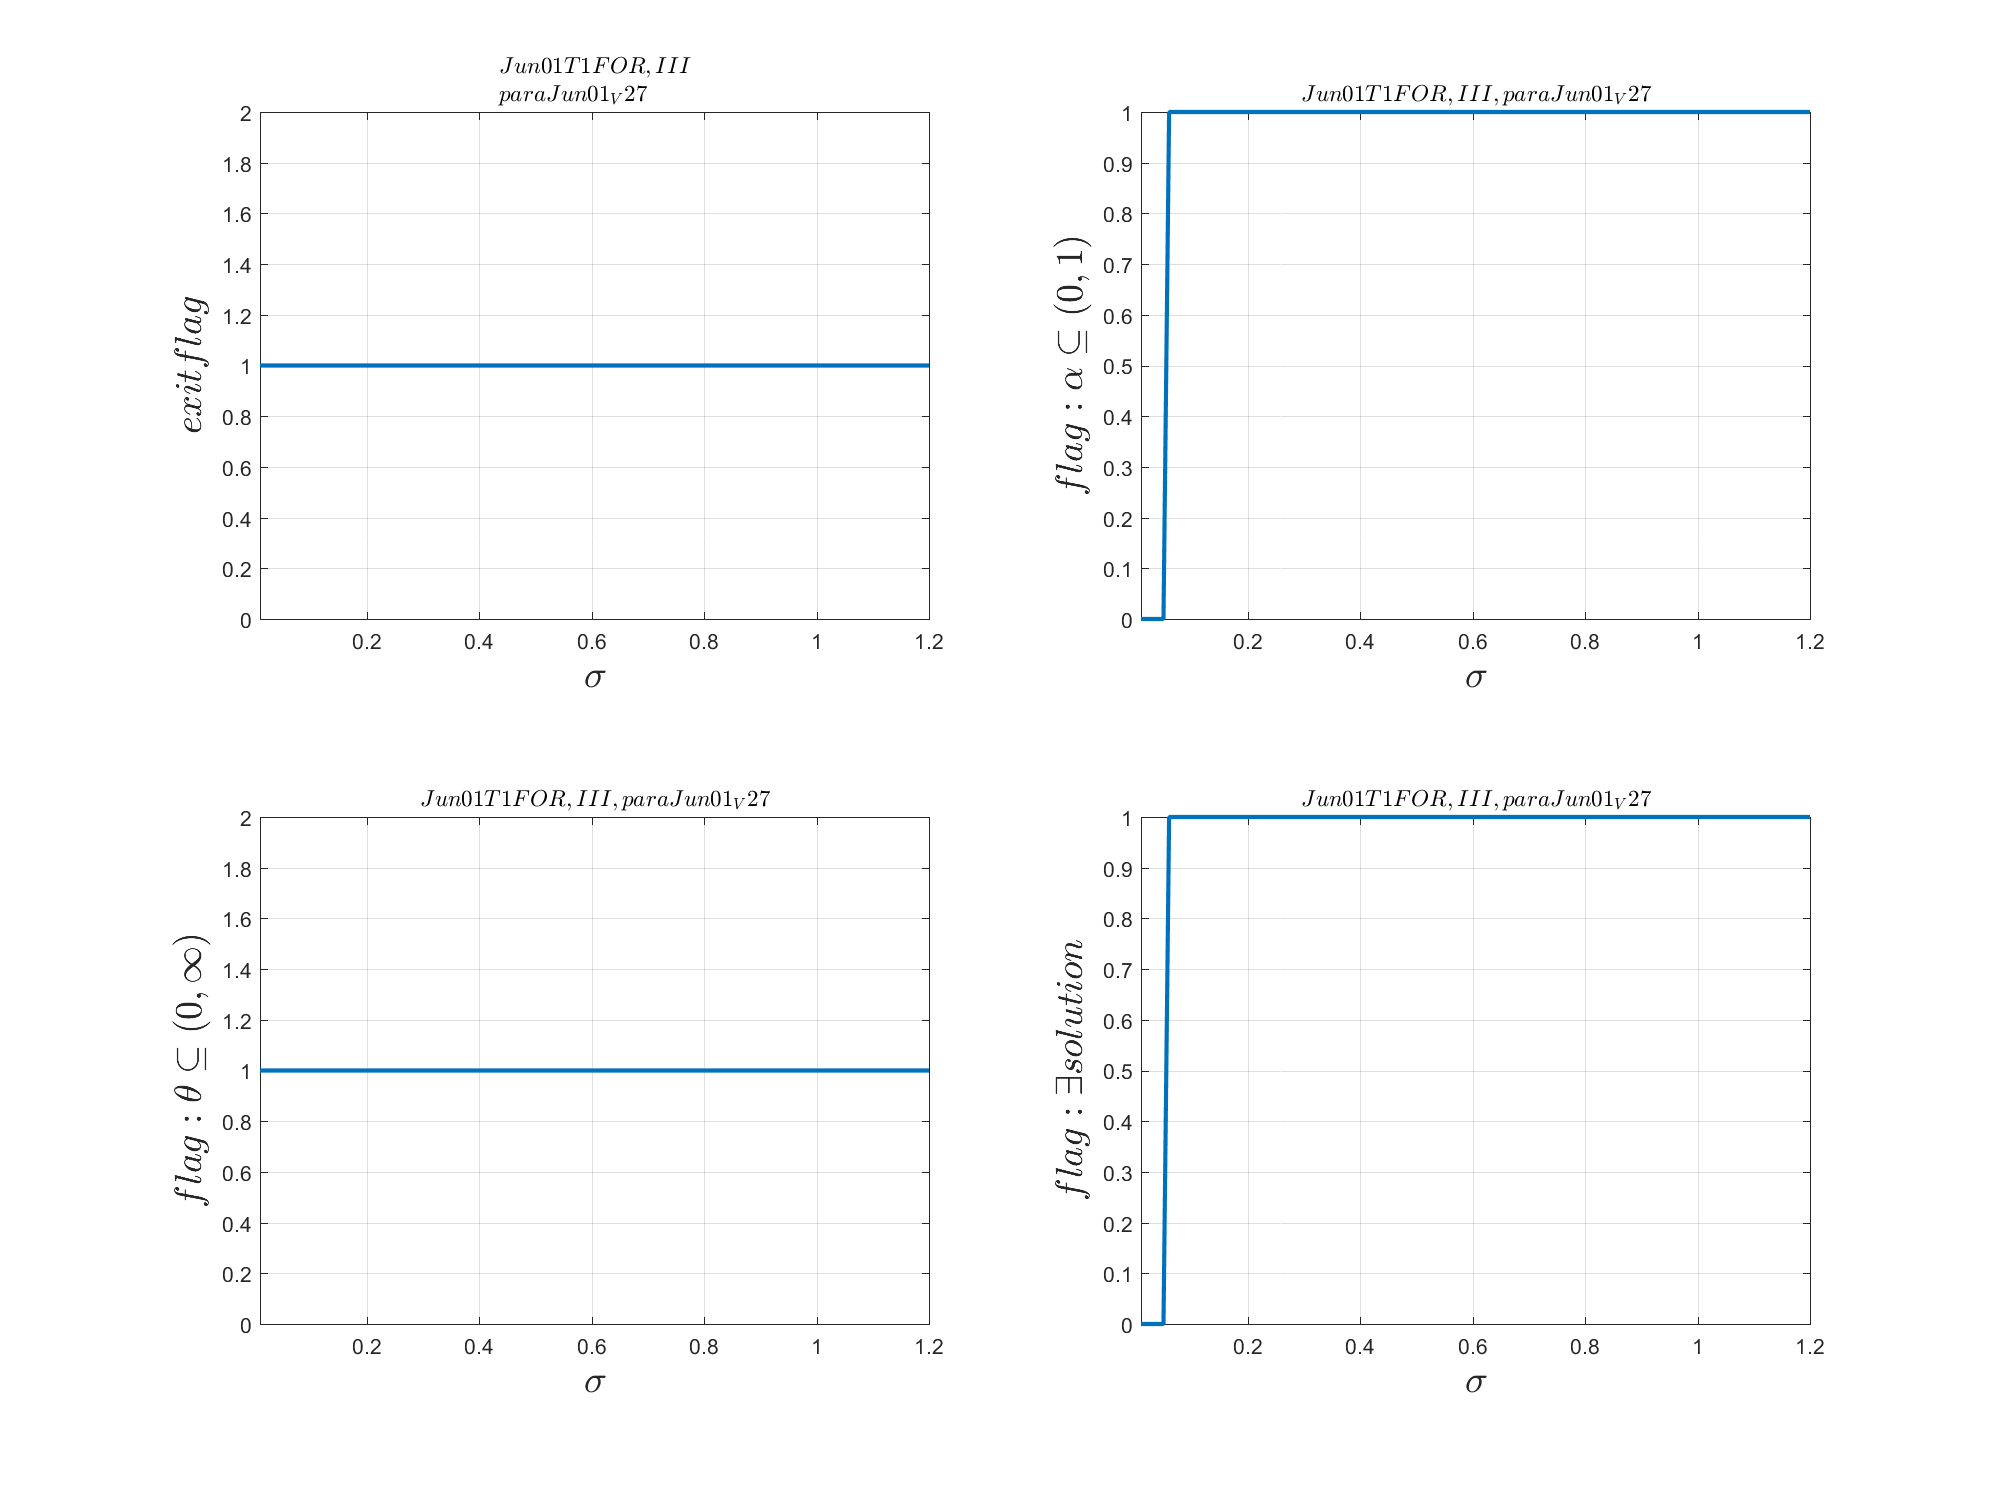 Jun01T1FOR, III
paraJun01_V27
2
1.8
1.6
1.4
1.2
1
0.8
0.6
0.4
0.2
0
exitflag
0.2 0.4 0.6 0.8 1 1.2
σ
Jun01T1FOR, III, paraJun01_V27
1
0.9
0.8
0.7
0.6
0.5
0.4
0.3
0.2
0.1
0
flag : α ⊆ (0, 1)
0.2 0.4 0.6 0.8 1 1.2
σ
Jun01T1FOR, III, paraJun01_V27
2
1.8
1.6
1.4
1.2
1
0.8
0.6
0.4
0.2
0
flag : θ ⊆ (0, ∞)
0.2 0.4 0.6 0.8 1 1.2
σ
Jun01T1FOR, III, paraJun01_V27
1
0.9
0.8
0.7
0.6
0.5
0.4
0.3
0.2
0.1
0
flag : ∃solution
0.2 0.4 0.6 0.8 1 1.2
σ